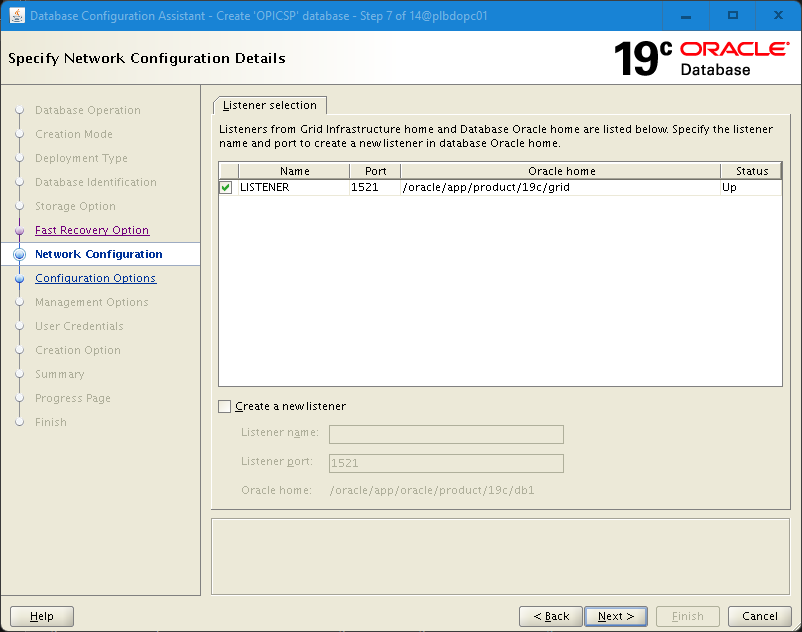 Database Configuration Assistant - Create 'OPICSP' database - Step 7 of 14@plbdopc01
Specify Network Configuration Details
19c ORACLE Database
Database Operation
Creation Mode
Deployment Type
Database Identification
Storage Option
Fast Recovery Option
Network Configuration
Configuration Options
Management Options
User Credentials
Creation Option
Summary
Progress Page
Finish
Listener selection
Listeners from Grid Infrastructure home and Database Oracle home are listed below. Specify the listener
name and port to create a new listener in database Oracle home.
Name Port Oracle home Status
LISTENER 1521 /oracle/app/product/19c/grid Up
Create a new listener
Listener name:
Listener port: 1521
Oracle home: /oracle/app/oracle/product/19c/db1
Help < Back Next > Finish Cancel